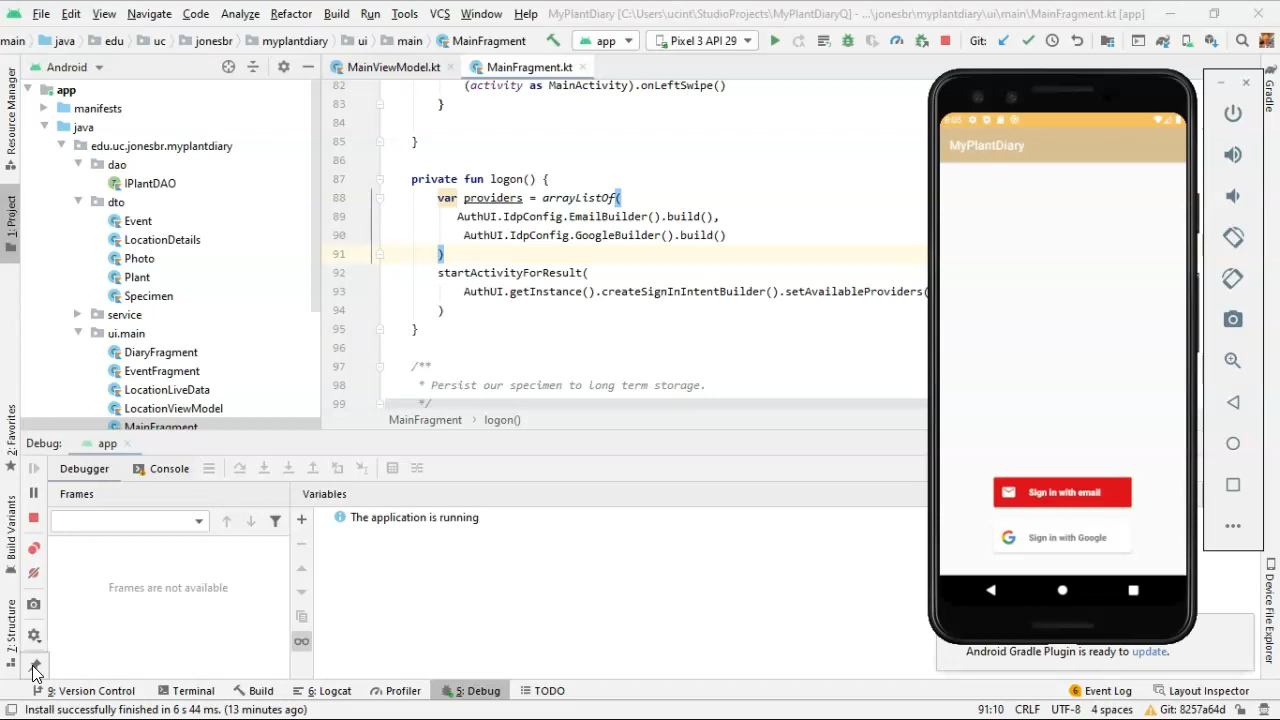 File Edit View Navigate Code Analyze Refactor Build Run Tools VCS Window Help MyPlantDiary [C:\Users\ucint\StudioProjects\MyPlantDiaryQ] - ...\jonesbr\myplantdiary\ui\main\MainFragment.kt [app]
main java edu uc jonesbr myplantdiary ui main MainFragment.kt app Pixel 3 API 29 Git:
Android MainViewModel.kt MainFragment.kt
app
manifests
java
edu.uc.jonesbr.myplantdiary
dao
IPlantDAO
dto
Event
LocationDetails
Photo
Plant
Specimen
service
ui.main
DiaryFragment
EventFragment
LocationLiveData
LocationViewModel
MainFragment
82 (activity as MainActivity).onLeftSwipe()
83 }
84
85 }
86
87 private fun logon() {
88 var providers = arrayListOf(
89 AuthUI.IdpConfig.EmailBuilder().build(),
90 AuthUI.IdpConfig.GoogleBuilder().build()
91 )
92 startActivityForResult(
93 AuthUI.getInstance().createSignInIntentBuilder().setAvailableProviders(
94 )
95 }
96
97 /**
98 * Persist our specimen to long term storage.
99 */
MainFragment > logon()
Resource Manager
1: Project
2: Favorites
Build Variants
7: Structure
Gradle
Device File Explorer
MyPlantDiary
Sign in with email
Sign in with Google
Debug: app
Debugger Console
Frames Variables
The application is running
Frames are not available
Android Gradle Plugin is ready to update.
9: Version Control Terminal Build 6: Logcat Profiler 5: Debug TODO Event Log Layout Inspector
Install successfully finished in 6 s 44 ms. (13 minutes ago) 91:10 CRLF UTF-8 4 spaces Git: 8257a64d